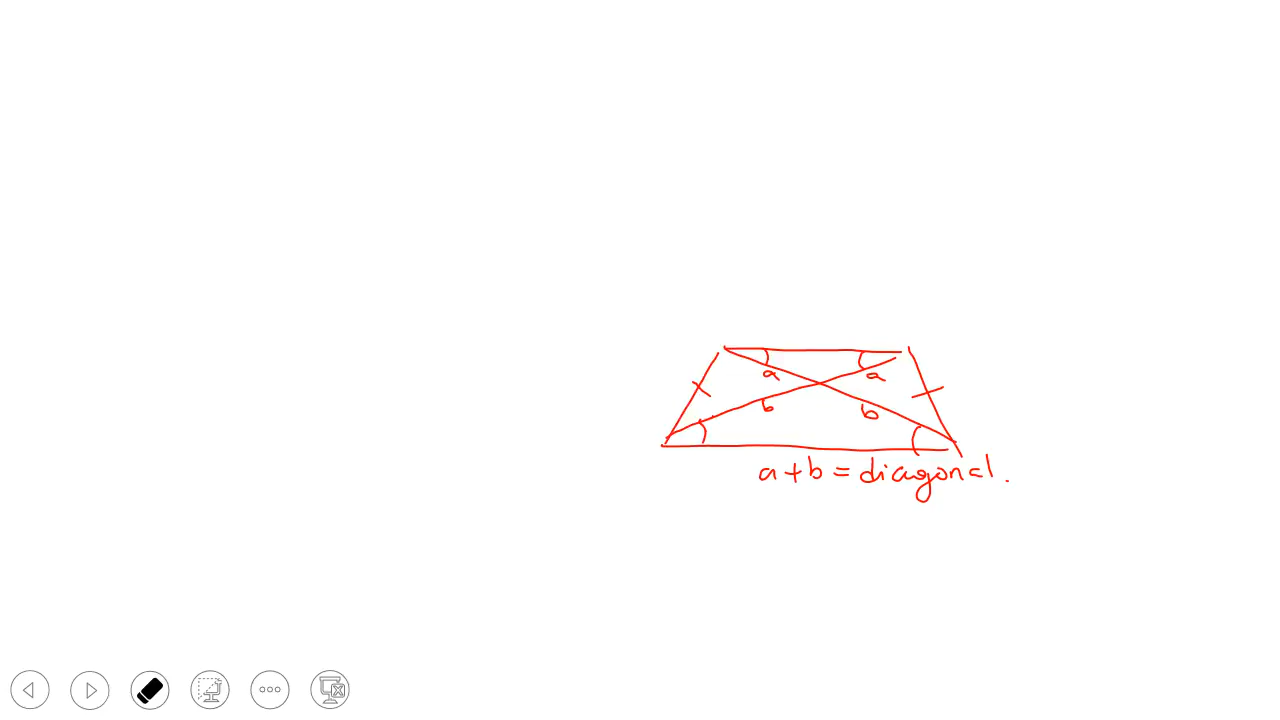 a a
b b
a + b = diagonal.